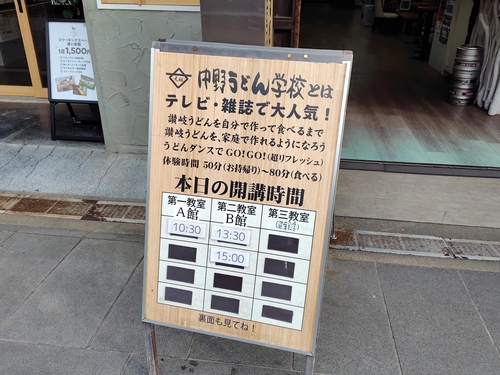 中野うどん学校とは
テレビ・雑誌で大人気！
讃岐うどんを自分で作って食べるまで
讃岐うどんを、家庭で作れるようになろう
うどんダンスでGO!GO!(超リフレッシュ)
体験時間 50分(お持帰り)〜80分(食べる)
本日の開講時間
第一教室 A館
第二教室 B館
第三教室
10:30
13:30
15:00
裏面も見てね！
1,500円